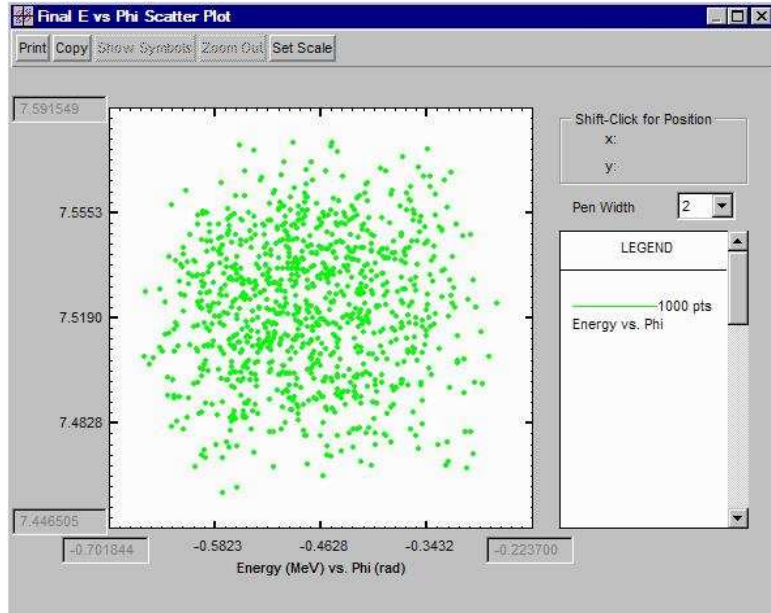 Final E vs Phi Scatter Plot
Print Copy Show Symbols Zoom Out Set Scale
7.591549
7.5553
7.5190
7.4828
7.446505
-0.701844 -0.5823 -0.4628 -0.3432 -0.223700
Energy (MeV) vs. Phi (rad)
Shift-Click for Position
x:
y:
Pen Width 2
LEGEND
1000 pts
Energy vs. Phi